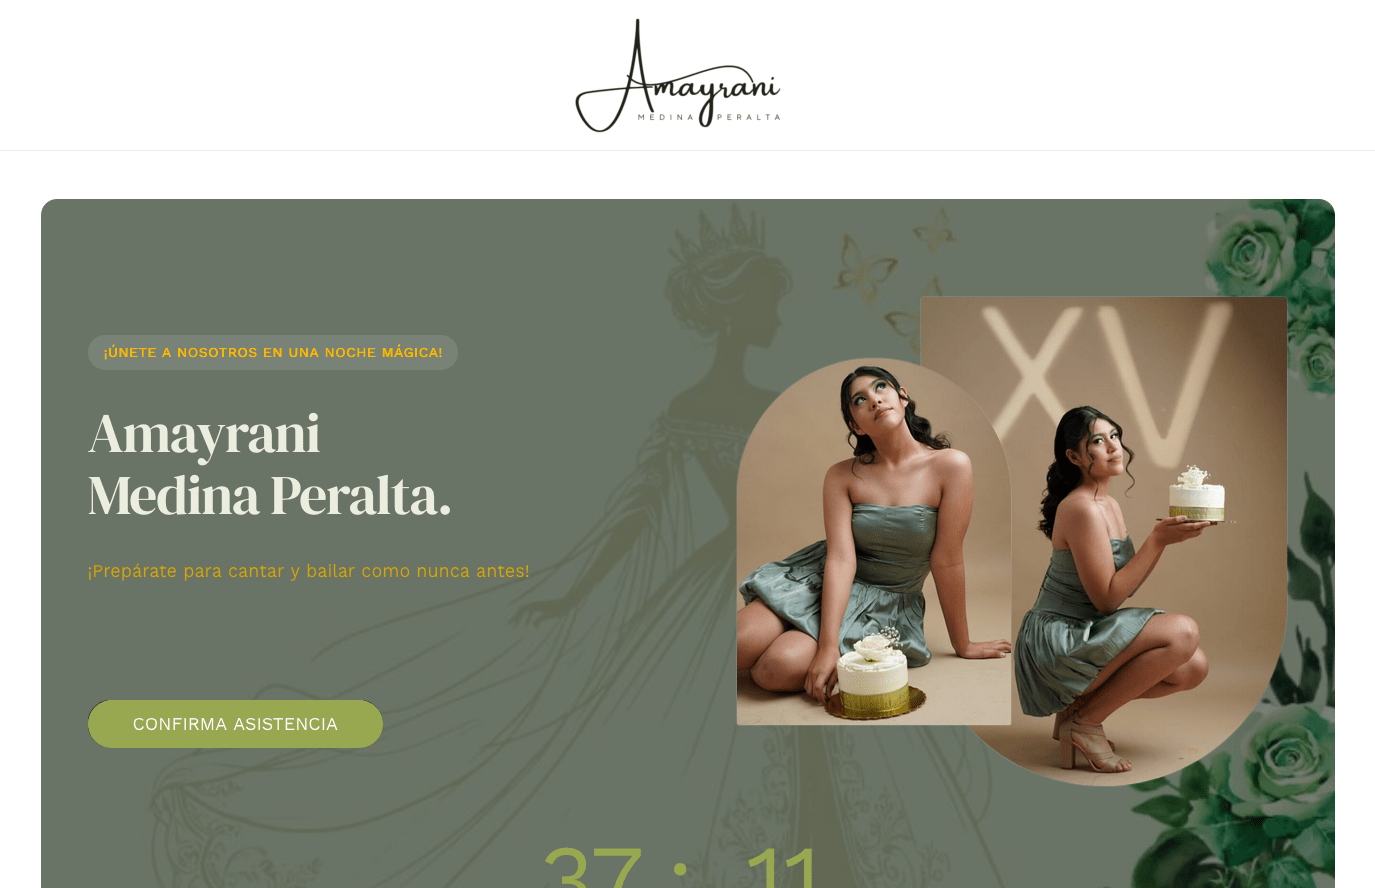 Amayrani
MEDINA PERALTA
¡ÚNETE A NOSOTROS EN UNA NOCHE MÁGICA!
Amayrani
Medina Peralta.
XV
¡Prepárate para cantar y bailar como nunca antes!
CONFIRMA ASISTENCIA
37 : 11